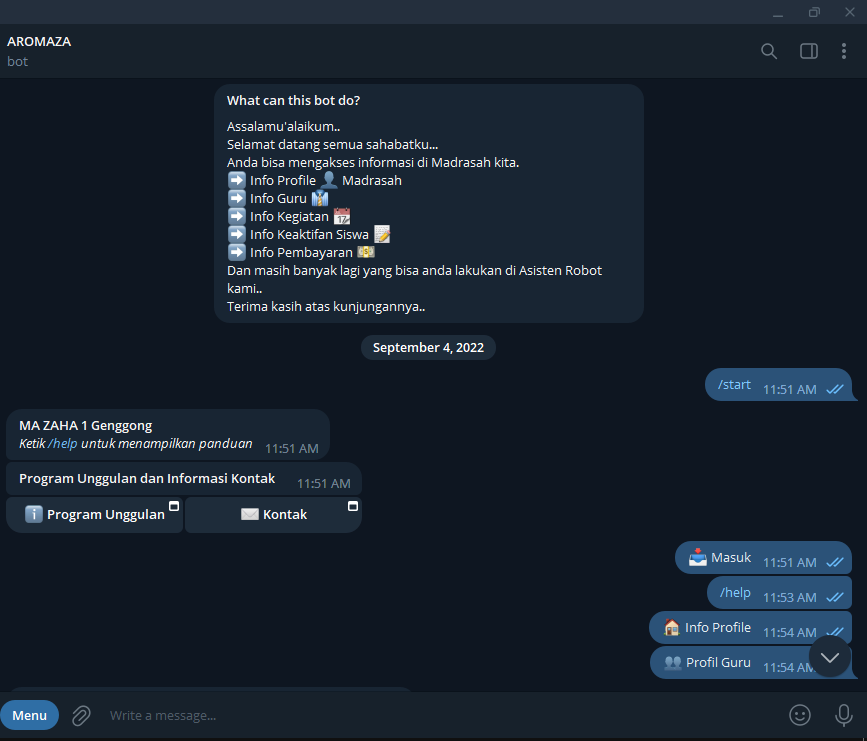 AROMAZA
bot
What can this bot do?
Assalamu'alaikum..
Selamat datang semua sahabatku...
Anda bisa mengakses informasi di Madrasah kita.
➡️ Info Profile 👤 Madrasah
➡️ Info Guru 👔
➡️ Info Kegiatan 📆
➡️ Info Keaktifan Siswa 📝
➡️ Info Pembayaran 💵
Dan masih banyak lagi yang bisa anda lakukan di Asisten Robot
kami..
Terima kasih atas kunjungannya..
September 4, 2022
/start 11:51 AM
MA ZAHA 1 Genggong
Ketik /help untuk menampilkan panduan 11:51 AM
Program Unggulan dan Informasi Kontak 11:51 AM
ℹ️ Program Unggulan ✉️ Kontak
📥 Masuk 11:51 AM
/help 11:53 AM
🏠 Info Profile 11:54 AM
👥 Profil Guru 11:54 AM
Menu Write a message...